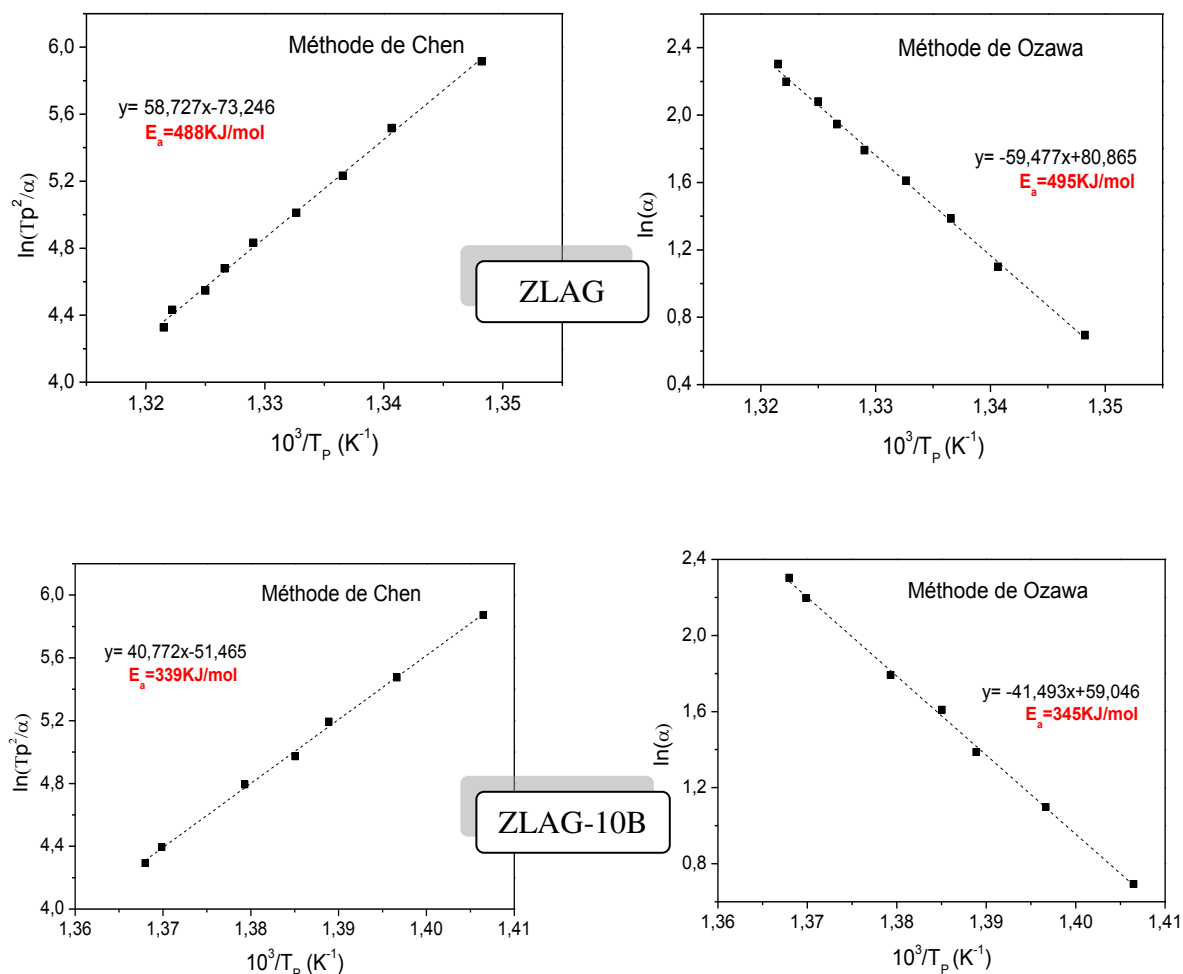 Méthode de Chen
y= 58,727x-73,246
Eₐ=488KJ/mol
ln(Tp²/α)
6,0
5,6
5,2
4,8
4,4
4,0
1,32 1,33 1,34 1,35
10³/T_P (K⁻¹)
Méthode de Ozawa
y= -59,477x+80,865
Eₐ=495KJ/mol
ln(α)
2,4
2,0
1,6
1,2
0,8
0,4
1,32 1,33 1,34 1,35
10³/T_P (K⁻¹)
ZLAG
Méthode de Chen
y= 40,772x-51,465
Eₐ=339KJ/mol
ln(Tp²/α)
6,0
5,6
5,2
4,8
4,4
4,0
1,36 1,37 1,38 1,39 1,40 1,41
10³/T_P (K⁻¹)
Méthode de Ozawa
y= -41,493x+59,046
Eₐ=345KJ/mol
ln(α)
2,4
2,0
1,6
1,2
0,8
1,36 1,37 1,38 1,39 1,40 1,41
10³/T_P (K⁻¹)
ZLAG-10B